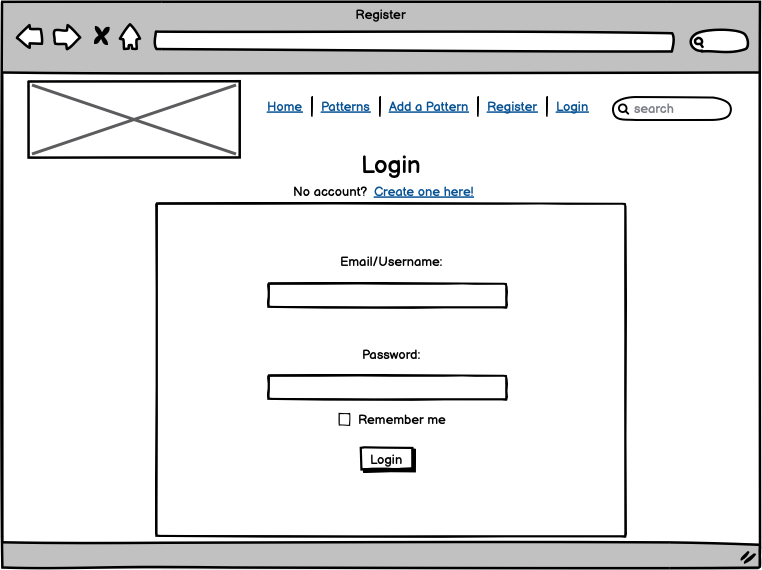 Register
Home Patterns Add a Pattern Register Login search
Login
No account? Create one here!
Email/Username:
Password:
Remember me
Login